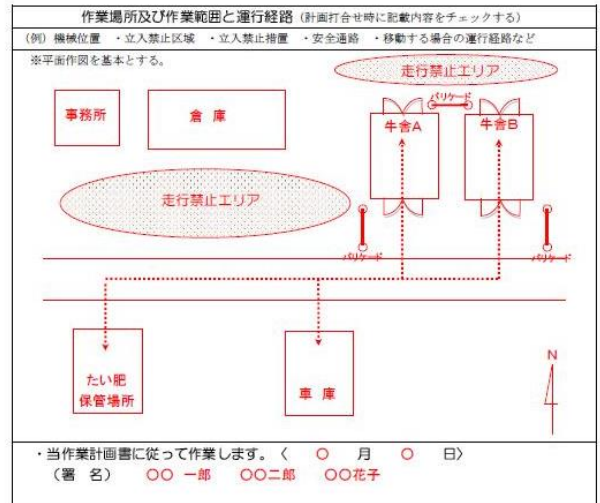 作業場所及び作業範囲と運行経路（計画打合せ時に記載内容をチェックする）
（例）機械位置 ・立入禁止区域 ・立入禁止措置 ・安全通路 ・移動する場合の運行経路など
※平面作図を基本とする。
走行禁止エリア
バリケード
事務所
倉 庫
牛舎A
牛舎B
走行禁止エリア
バリケード
バリケード
たい肥
保管場所
車 庫
N
・当作業計画書に従って作業します。〈 〇 月 〇 日〉
（署 名） 〇〇 一郎 〇〇二郎 〇〇花子